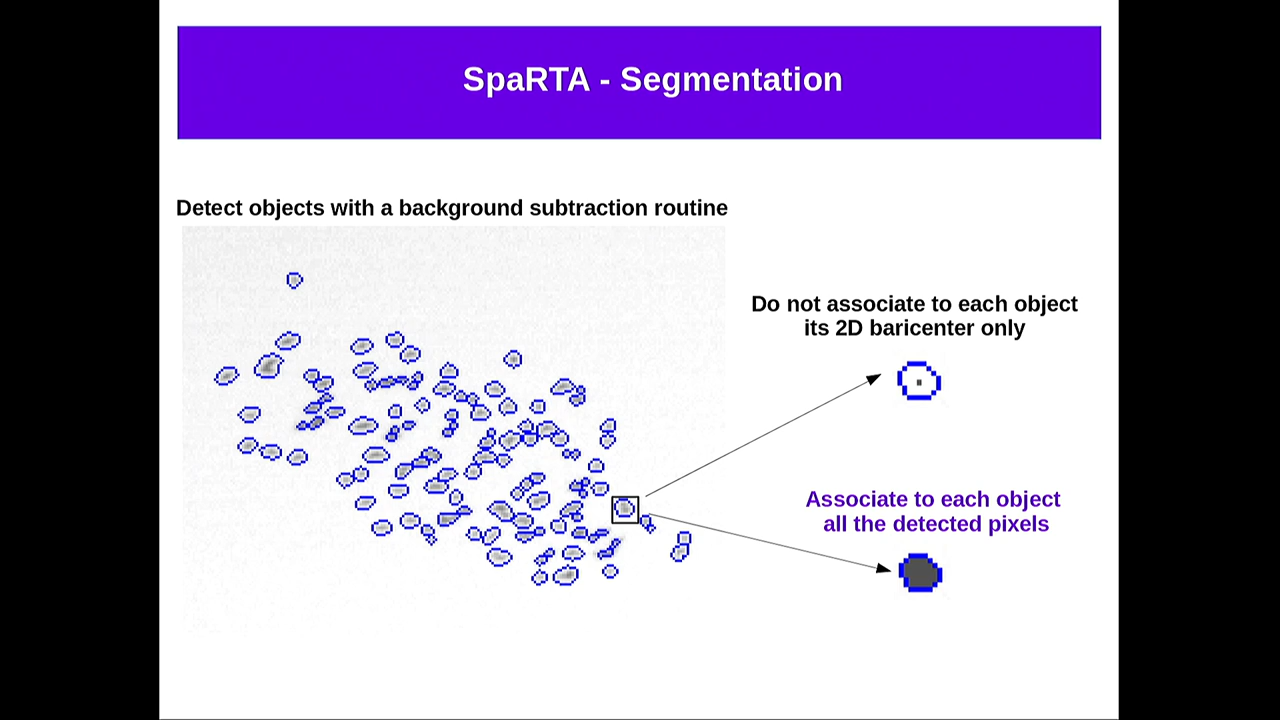 SpaRTA - Segmentation
Detect objects with a background subtraction routine
Do not associate to each object
its 2D baricenter only
Associate to each object
all the detected pixels